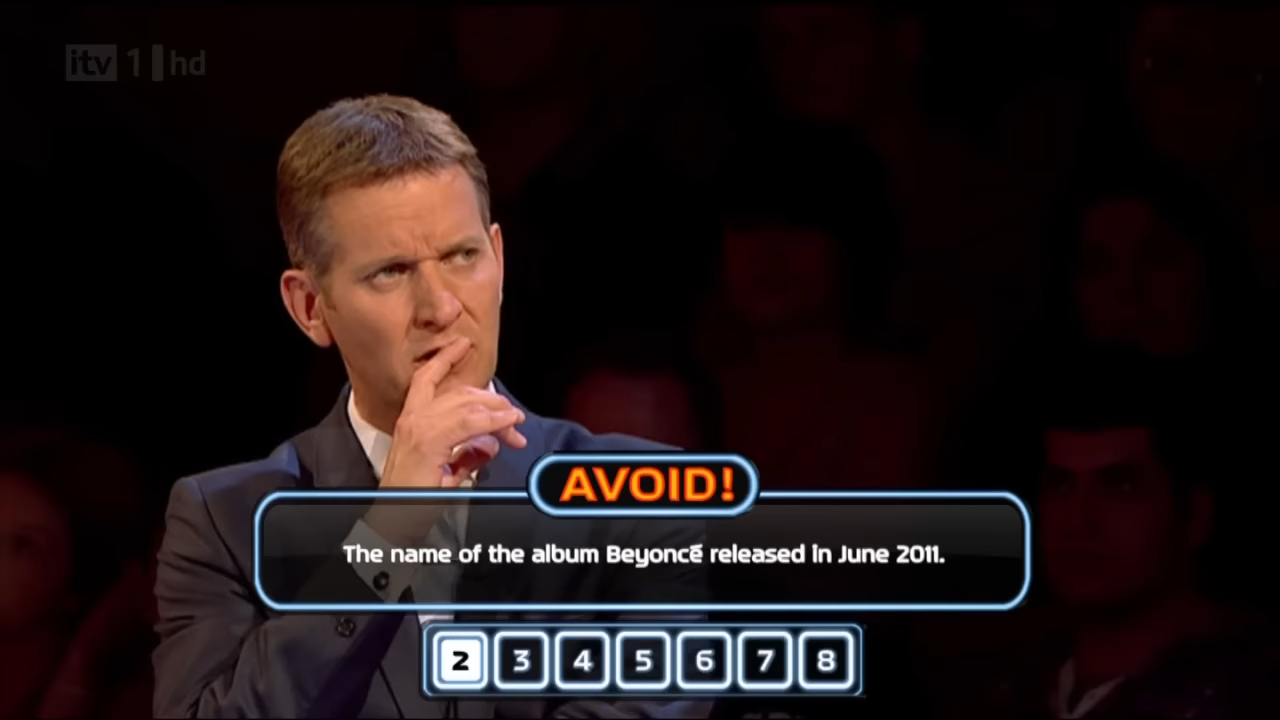 itv 1 hd
AVOID!
The name of the album Beyoncé released in June 2011.
2 3 4 5 6 7 8